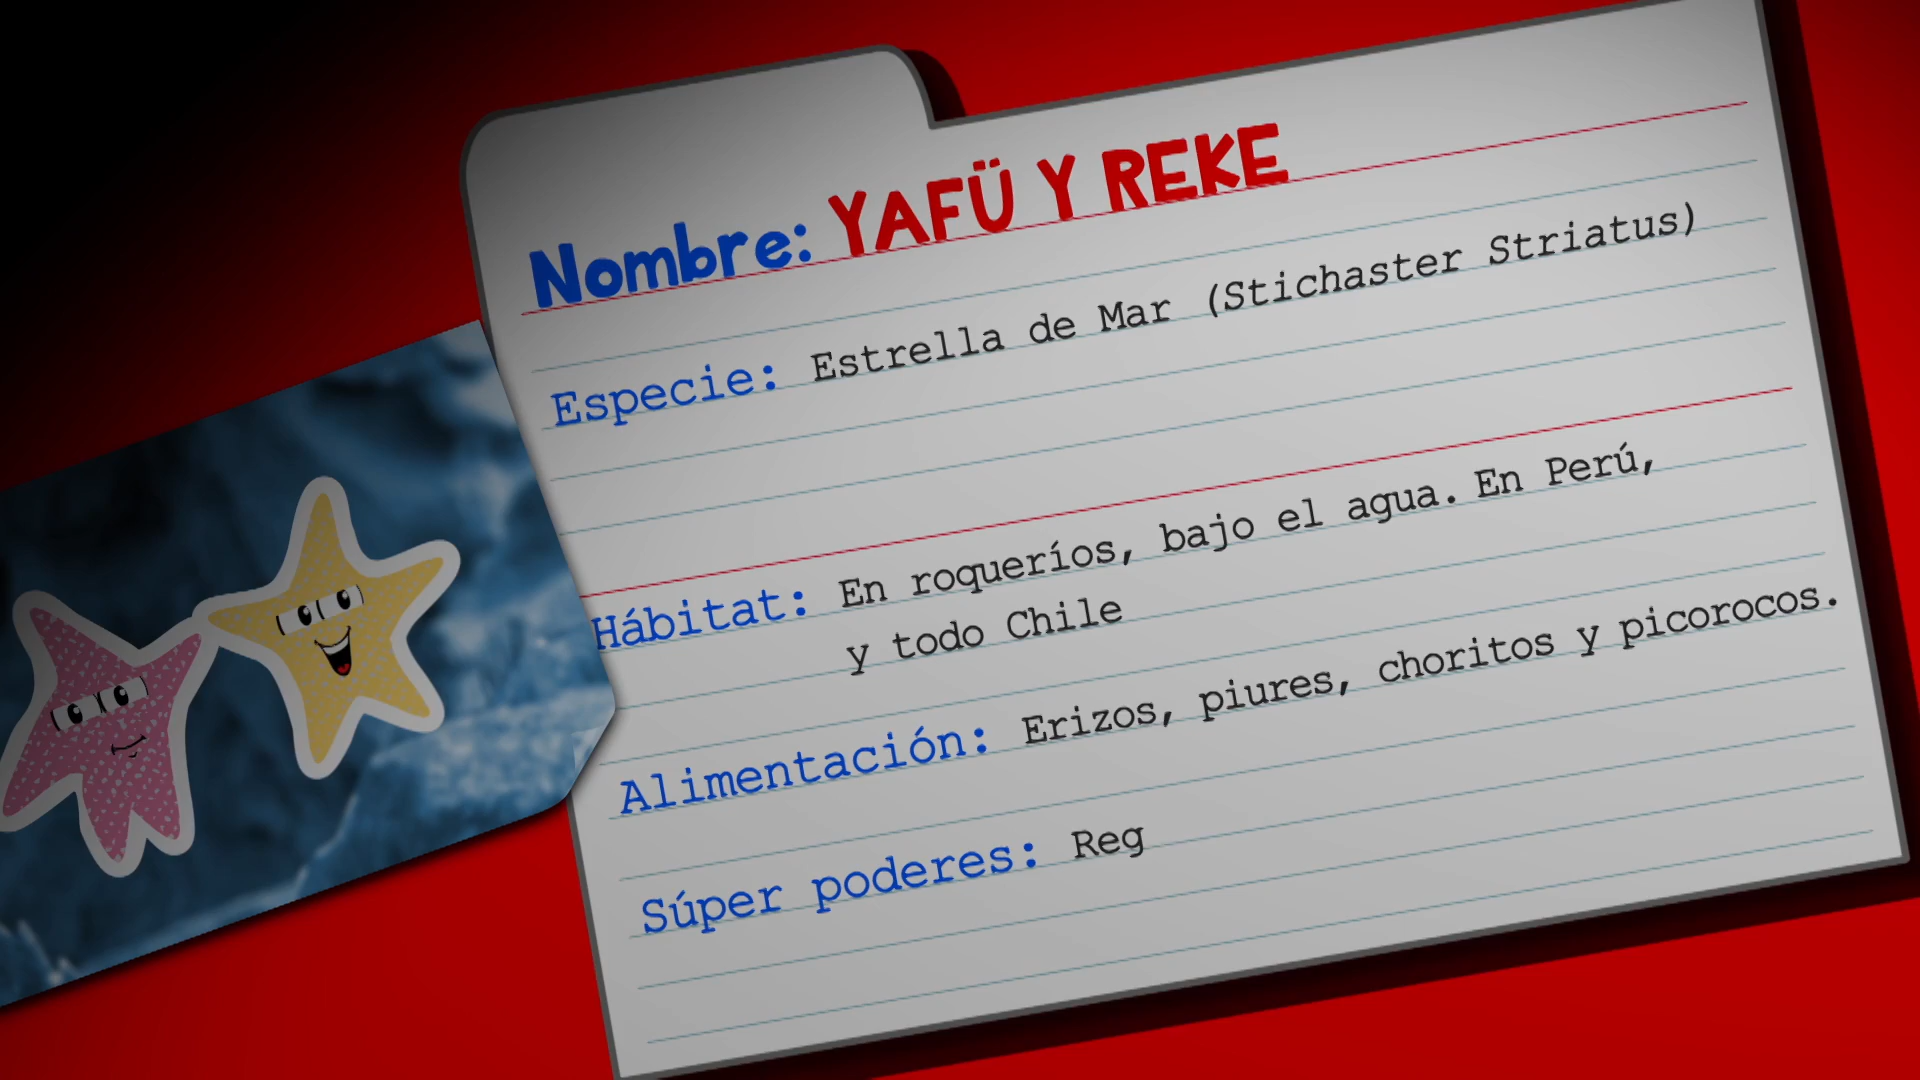 Nombre: YAFÜ Y REKE
Especie: Estrella de Mar (Stichaster Striatus)
Hábitat: En roqueríos, bajo el agua. En Perú,
y todo Chile
Alimentación: Erizos, piures, choritos y picorocos.
Súper poderes: Reg